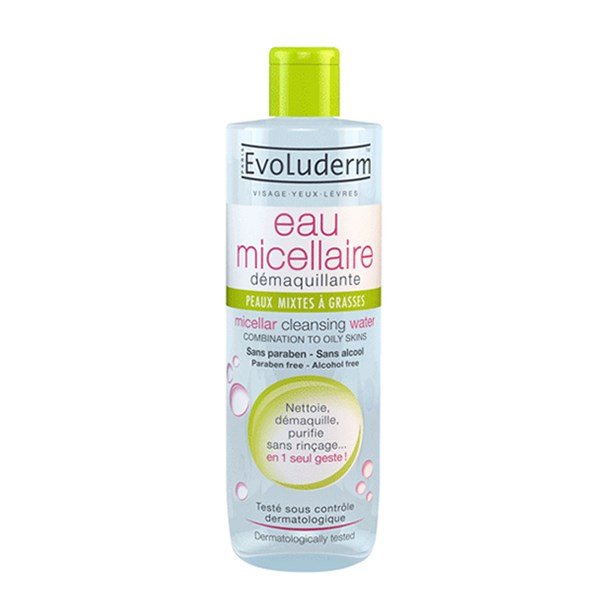 PARIS
EvoLuderm™
VISAGE·YEUX·LÈVRES
eau
micellaire
démaquillante
PEAUX MIXTES À GRASSES
micellar cleansing water
COMBINATION TO OILY SKINS
Sans paraben - Sans alcool
Paraben free - Alcohol free
Nettoie,
démaquille,
purifie
sans rinçage...
en 1 seul geste !
Testé sous contrôle
dermatologique
Dermatologically tested